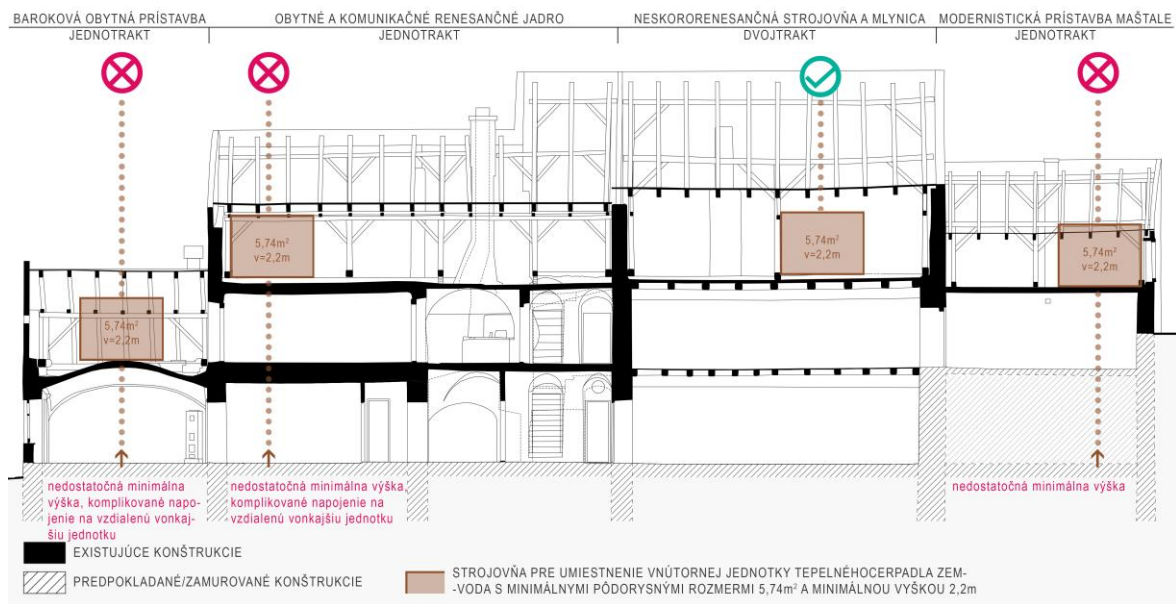 BAROKOVÁ OBYTNÁ PRÍSTAVBA
JEDNOTRAKT
OBYTNÉ A KOMUNIKAČNÉ RENESANČNÉ JADRO
JEDNOTRAKT
NESKORORENESANČNÁ STROJOVŇA A MLYNICA
DVOJTRAKT
MODERNISTICKÁ PRÍSTAVBA MAŠTALE
JEDNOTRAKT
5,74m²
v=2,2m
5,74m²
v=2,2m
5,74m²
v=2,2m
5,74m²
v=2,2m
nedostatočná minimálna
výška, komplikované napo-
jenie na vzdialenú vonkaj-
šiu jednotku
nedostatočná minimálna výška,
komplikované napojenie na
vzdialenú vonkajšiu jednotku
nedostatočná minimálna výška
EXISTUJÚCE KONŠTRUKCIE
PREDPOKLADANÉ/ZAMUROVANÉ KONŠTRUKCIE
STROJOVŇA PRE UMIESTNENIE VNÚTORNEJ JEDNOTKY TEPELNÉHOCERPADLA ZEM-
-VODA S MINIMÁLNYMI PÔDORYSNÝMI ROZMERMI 5,74m² A MINIMÁLNOU VYŠKOU 2,2m